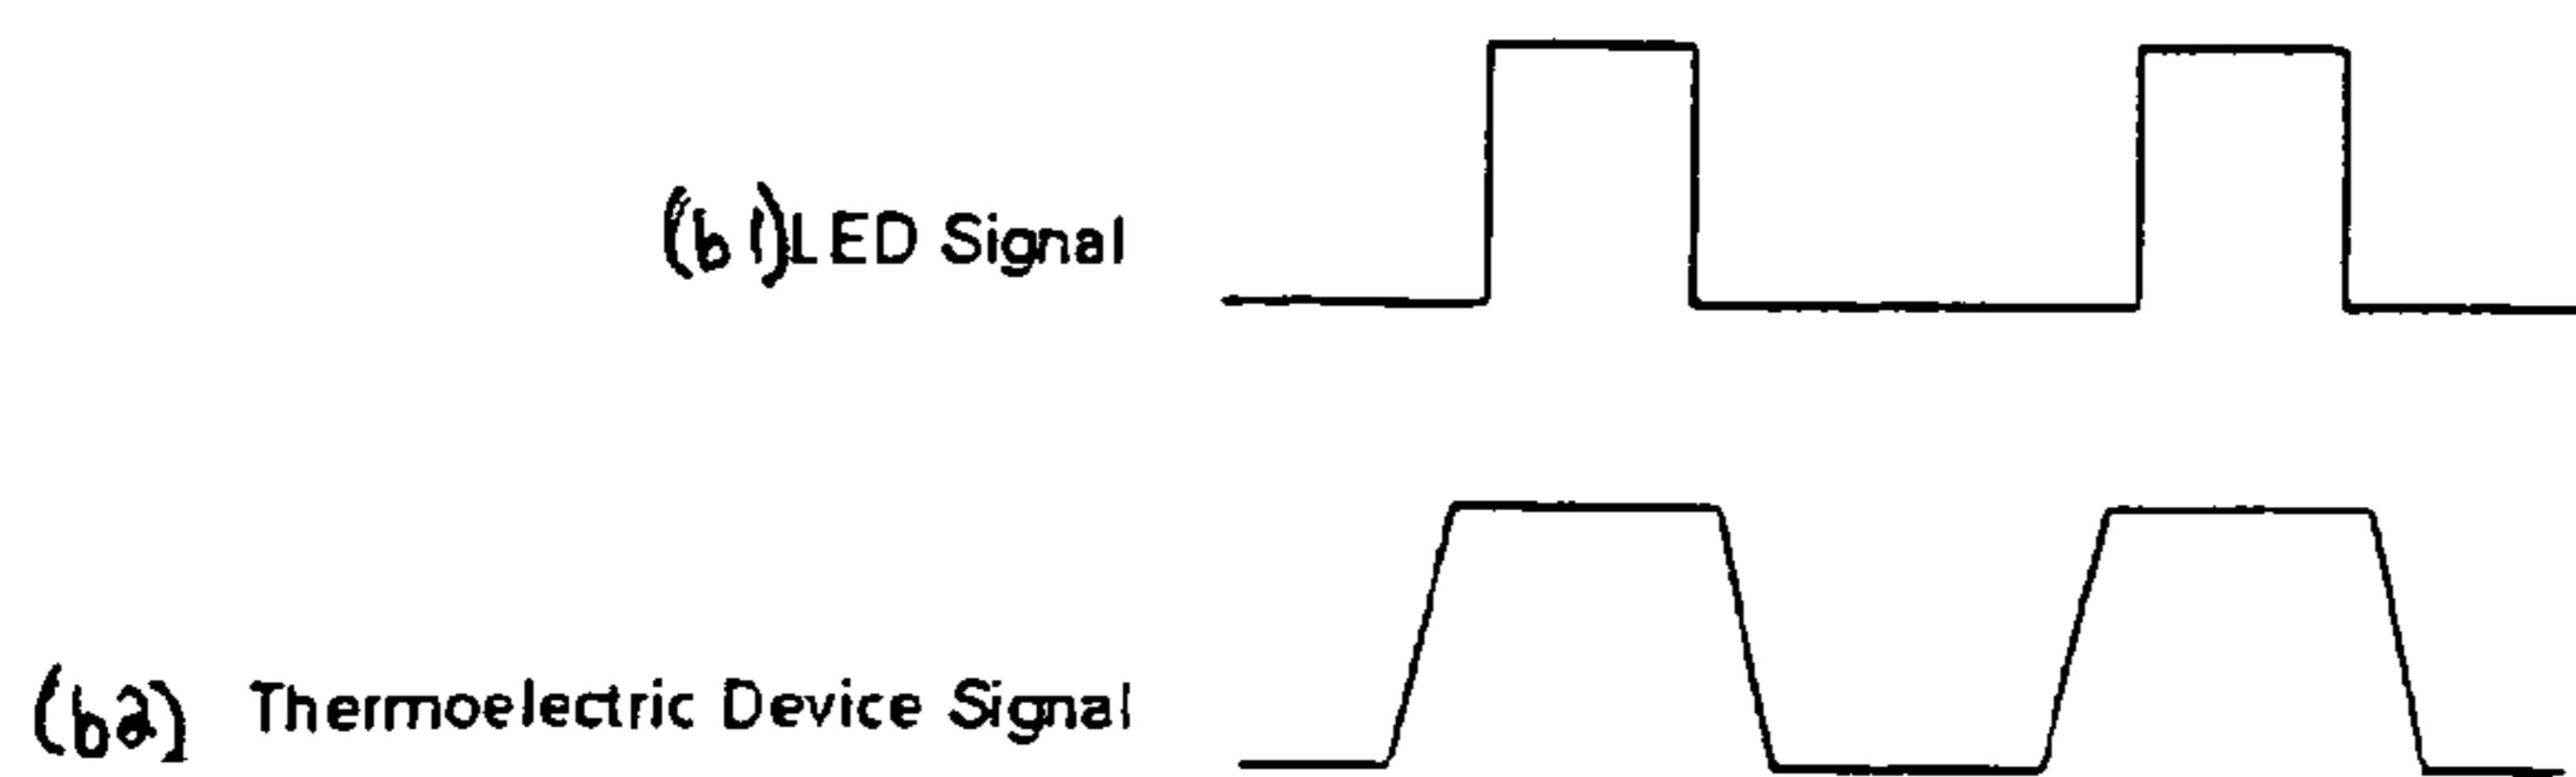 (b1) LED Signal
(b2) Thermoelectric Device Signal